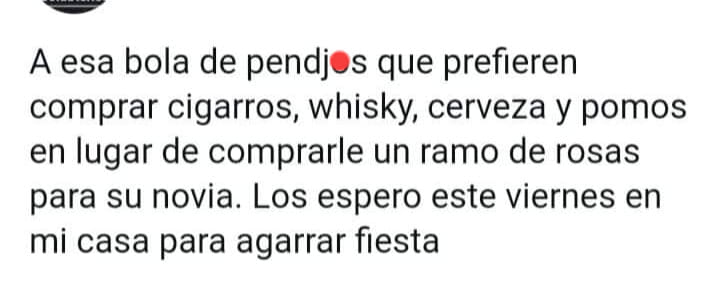 A esa bola de pendj🔴s que prefieren
comprar cigarros, whisky, cerveza y pomos
en lugar de comprarle un ramo de rosas
para su novia. Los espero este viernes en
mi casa para agarrar fiesta